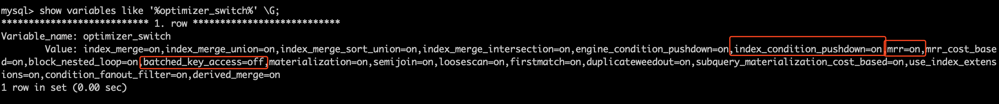 mysql> show variables like '%optimizer_switch%' \G;
*************************** 1. row ***************************
Variable_name: optimizer_switch
        Value: index_merge=on,index_merge_union=on,index_merge_sort_union=on,index_merge_intersection=on,engine_condition_pushdown=on,index_condition_pushdown=on,mrr=on,mrr_cost_base
d=on,block_nested_loop=on,batched_key_access=off,materialization=on,semijoin=on,loosescan=on,firstmatch=on,duplicateweedout=on,subquery_materialization_cost_based=on,use_index_extens
ions=on,condition_fanout_filter=on,derived_merge=on
1 row in set (0.00 sec)